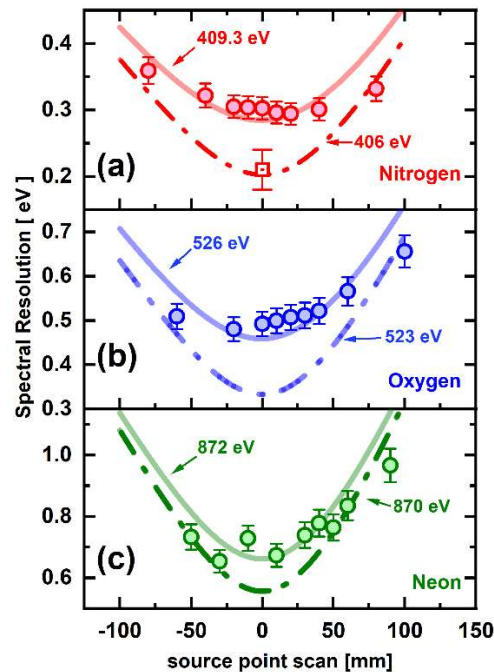 0.4
0.3
0.2
409.3 eV
406 eV
(a)
Nitrogen
0.7
0.6
0.5
0.4
0.3
526 eV
523 eV
(b)
Oxygen
1.0
0.8
0.6
872 eV
870 eV
(c)
Neon
Spectral Resolution [ eV ]
-100 -50 0 50 100 150
source point scan [mm]